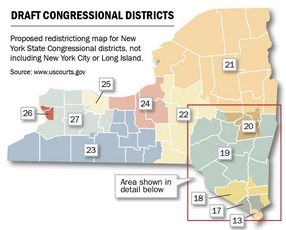 DRAFT CONGRESSIONAL DISTRICTS
Proposed redistrictiong map for New
York State Congressional districts, not
including New York City or Long Island.
Source: www.uscourts.gov
21
25
24
26
27
22
20
23
19
Area shown in
detail below
18
17
13